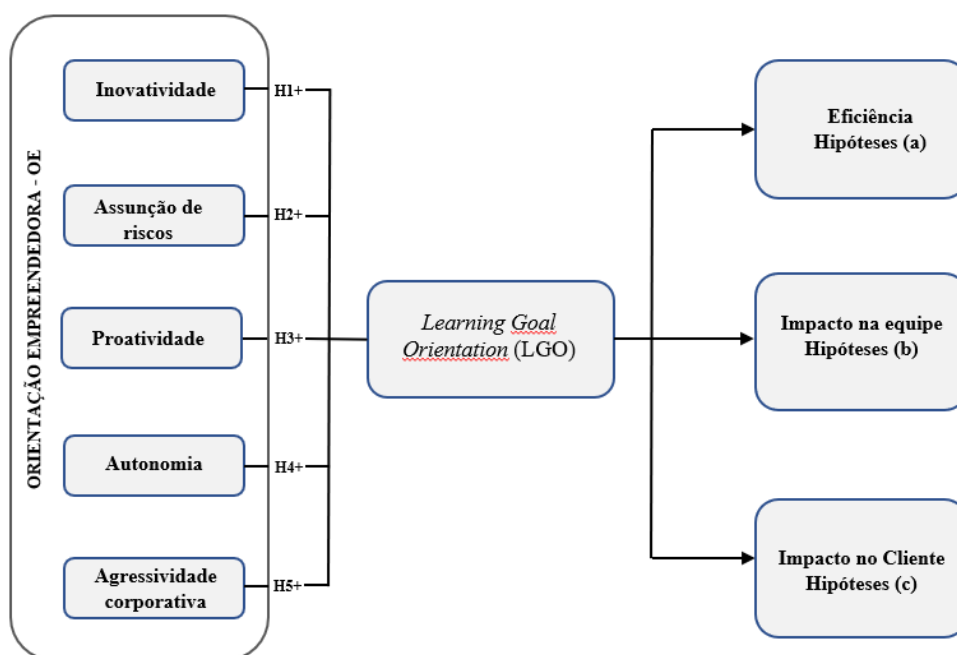 ORIENTAÇÃO EMPREENDEDORA - OE
Inovatividade
H1+
Assunção de
riscos
H2+
Proatividade
H3+
Autonomia
H4+
Agressividade
corporativa
H5+
Learning Goal
Orientation (LGO)
Eficiência
Hipóteses (a)
Impacto na equipe
Hipóteses (b)
Impacto no Cliente
Hipóteses (c)